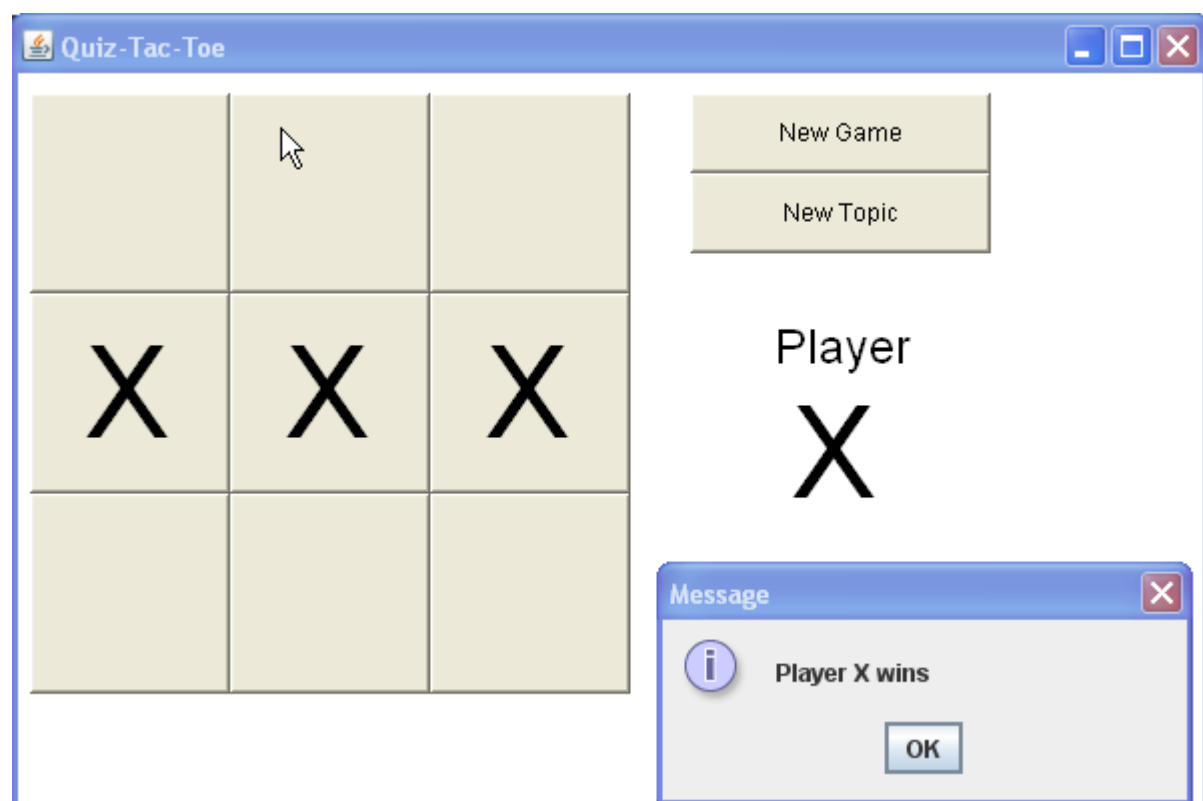 Quiz-Tac-Toe
New Game
New Topic
X X X
Player
X
Message
Player X wins
OK